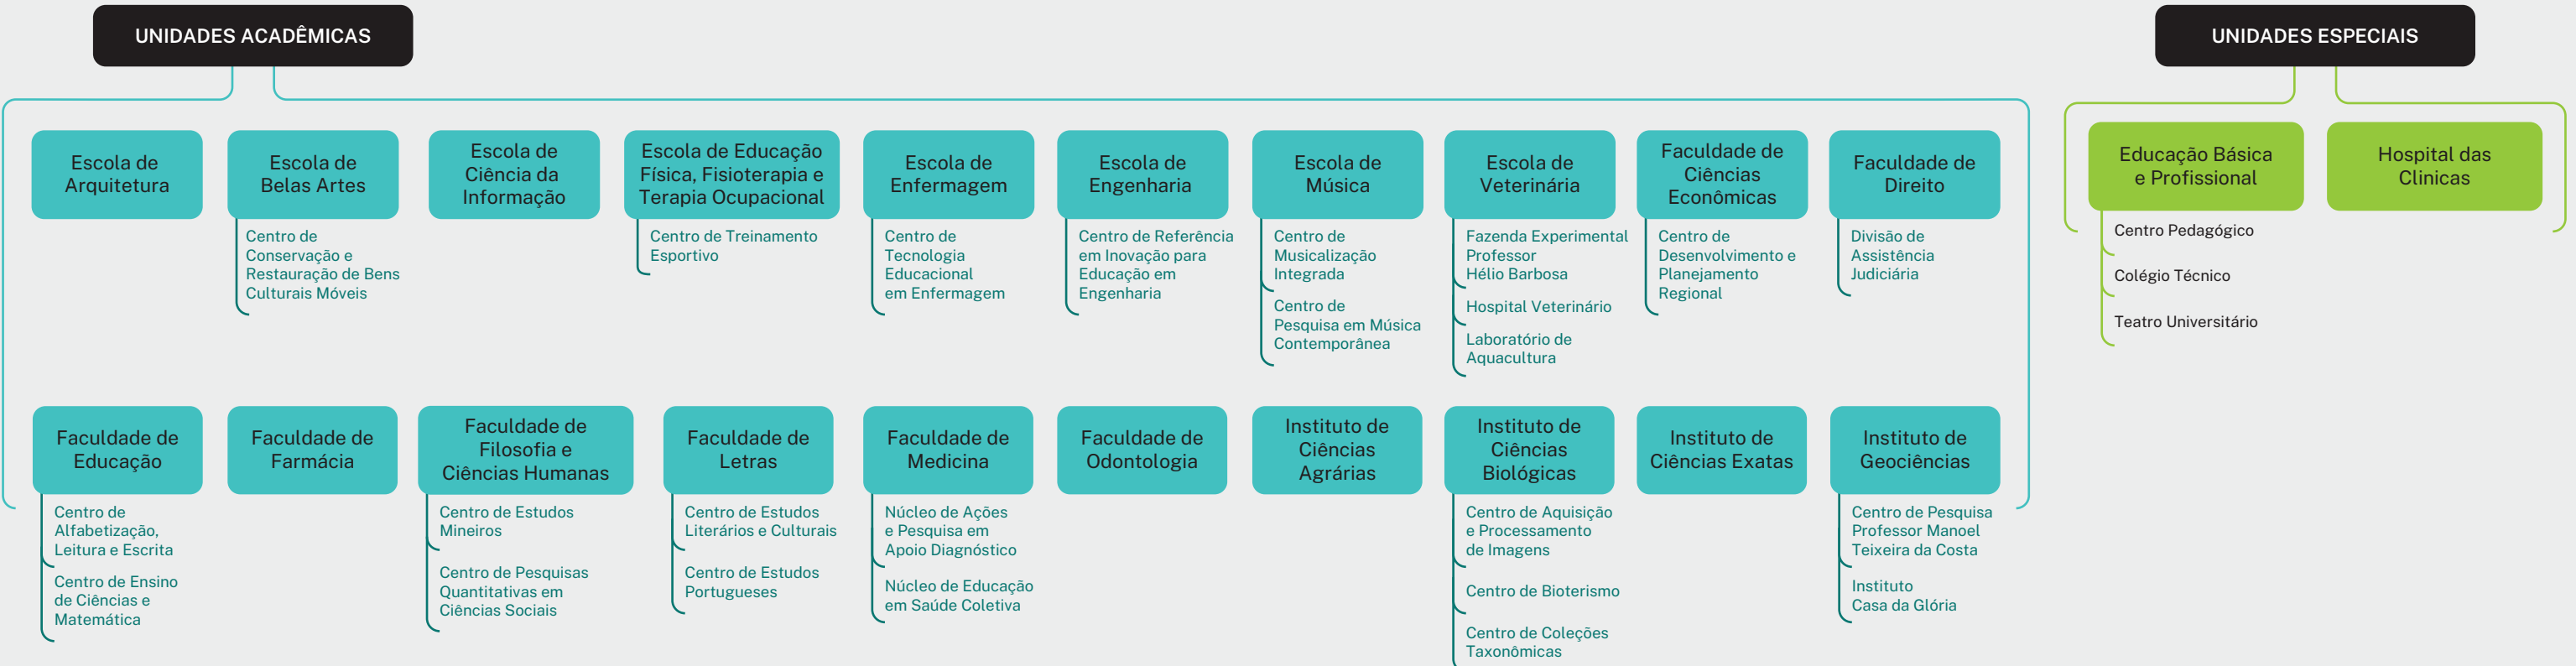 UNIDADES ACADÊMICAS
Escola de
Arquitetura
Escola de
Belas Artes
Centro de
Conservação e
Restauração de Bens
Culturais Móveis
Escola de
Ciência da
Informação
Escola de Educação
Física, Fisioterapia e
Terapia Ocupacional
Centro de Treinamento
Esportivo
Escola de
Enfermagem
Centro de
Tecnologia
Educacional
em Enfermagem
Escola de
Engenharia
Centro de Referência
em Inovação para
Educação em
Engenharia
Escola de
Música
Centro de
Musicalização
Integrada
Centro de
Pesquisa em Música
Contemporânea
Escola de
Veterinária
Fazenda Experimental
Professor
Hélio Barbosa
Hospital Veterinário
Laboratório de
Aquacultura
Faculdade de
Ciências
Econômicas
Centro de
Desenvolvimento e
Planejamento
Regional
Faculdade de
Direito
Divisão de
Assistência
Judiciária
Faculdade de
Educação
Centro de
Alfabetização,
Leitura e Escrita
Centro de Ensino
de Ciências e
Matemática
Faculdade de
Farmácia
Faculdade de
Filosofia e
Ciências Humanas
Centro de Estudos
Mineiros
Centro de Pesquisas
Quantitativas em
Ciências Sociais
Faculdade de
Letras
Centro de Estudos
Literários e Culturais
Centro de Estudos
Portugueses
Faculdade de
Medicina
Núcleo de Ações
e Pesquisa em
Apoio Diagnóstico
Núcleo de Educação
em Saúde Coletiva
Faculdade de
Odontologia
Instituto de
Ciências
Agrárias
Instituto de
Ciências
Biológicas
Centro de Aquisição
e Processamento
de Imagens
Centro de Bioterismo
Centro de Coleções
Taxonômicas
Instituto de
Ciências Exatas
Instituto de
Geociências
Centro de Pesquisa
Professor Manoel
Teixeira da Costa
Instituto
Casa da Glória
UNIDADES ESPECIAIS
Educação Básica
e Profissional
Centro Pedagógico
Colégio Técnico
Teatro Universitário
Hospital das
Clinicas